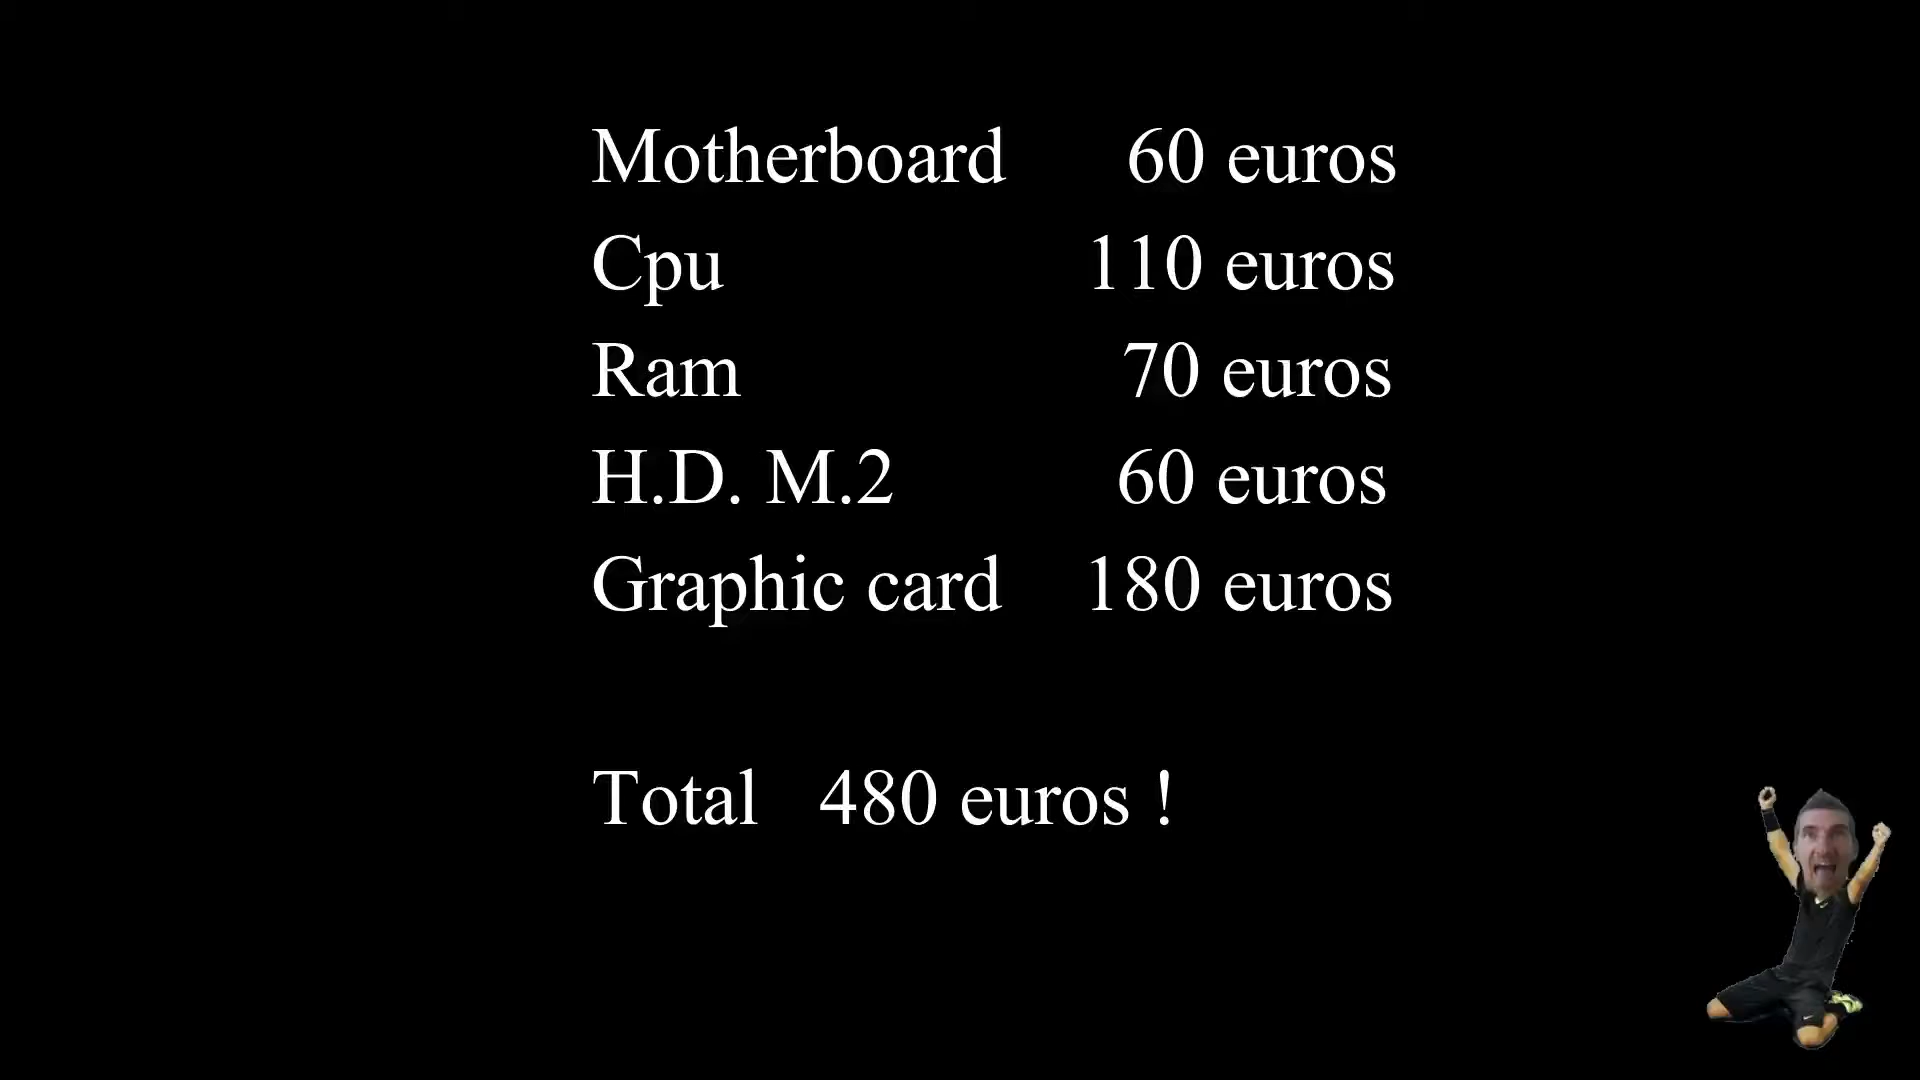 Motherboard 60 euros
Cpu 110 euros
Ram 70 euros
H.D. M.2 60 euros
Graphic card 180 euros
Total 480 euros !